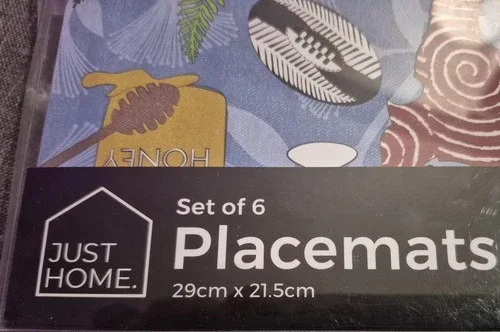 HONEY
Set of 6
Placemats
29cm x 21.5cm
JUST
HOME.